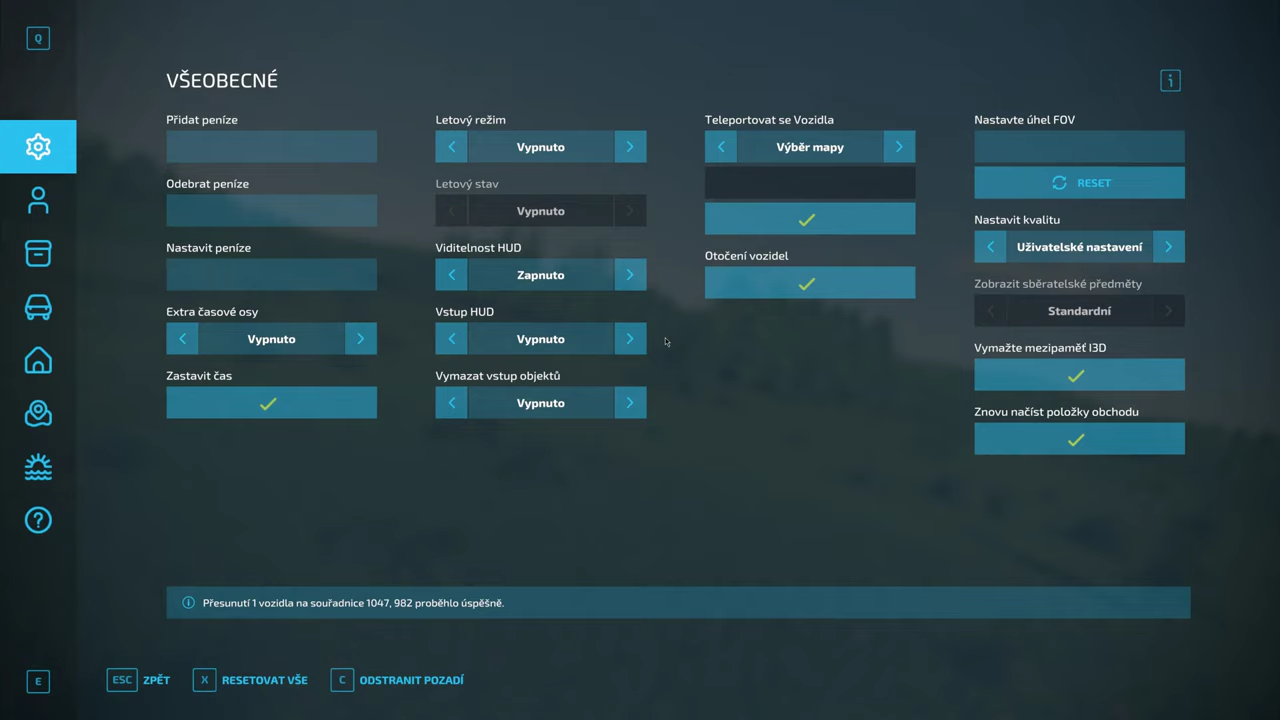 Q
VŠEOBECNÉ
Přidat peníze
Odebrat peníze
Nastavit peníze
Extra časové osy
Vypnuto
Zastavit čas
Letový režim
Vypnuto
Letový stav
Vypnuto
Viditelnost HUD
Zapnuto
Vstup HUD
Vypnuto
Vymazat vstup objektů
Vypnuto
Teleportovat se Vozidla
Výběr mapy
Otočení vozidel
Nastavte úhel FOV
RESET
Nastavit kvalitu
Uživatelské nastavení
Zobrazit sběratelské předměty
Standardní
Vymažte mezipaměť I3D
Znovu načíst položky obchodu
Přesunutí 1 vozidla na souřadnice 1047, 982 proběhlo úspěšně.
E
ESC ZPĚT X RESETOVAT VŠE C ODSTRANIT POZADÍ